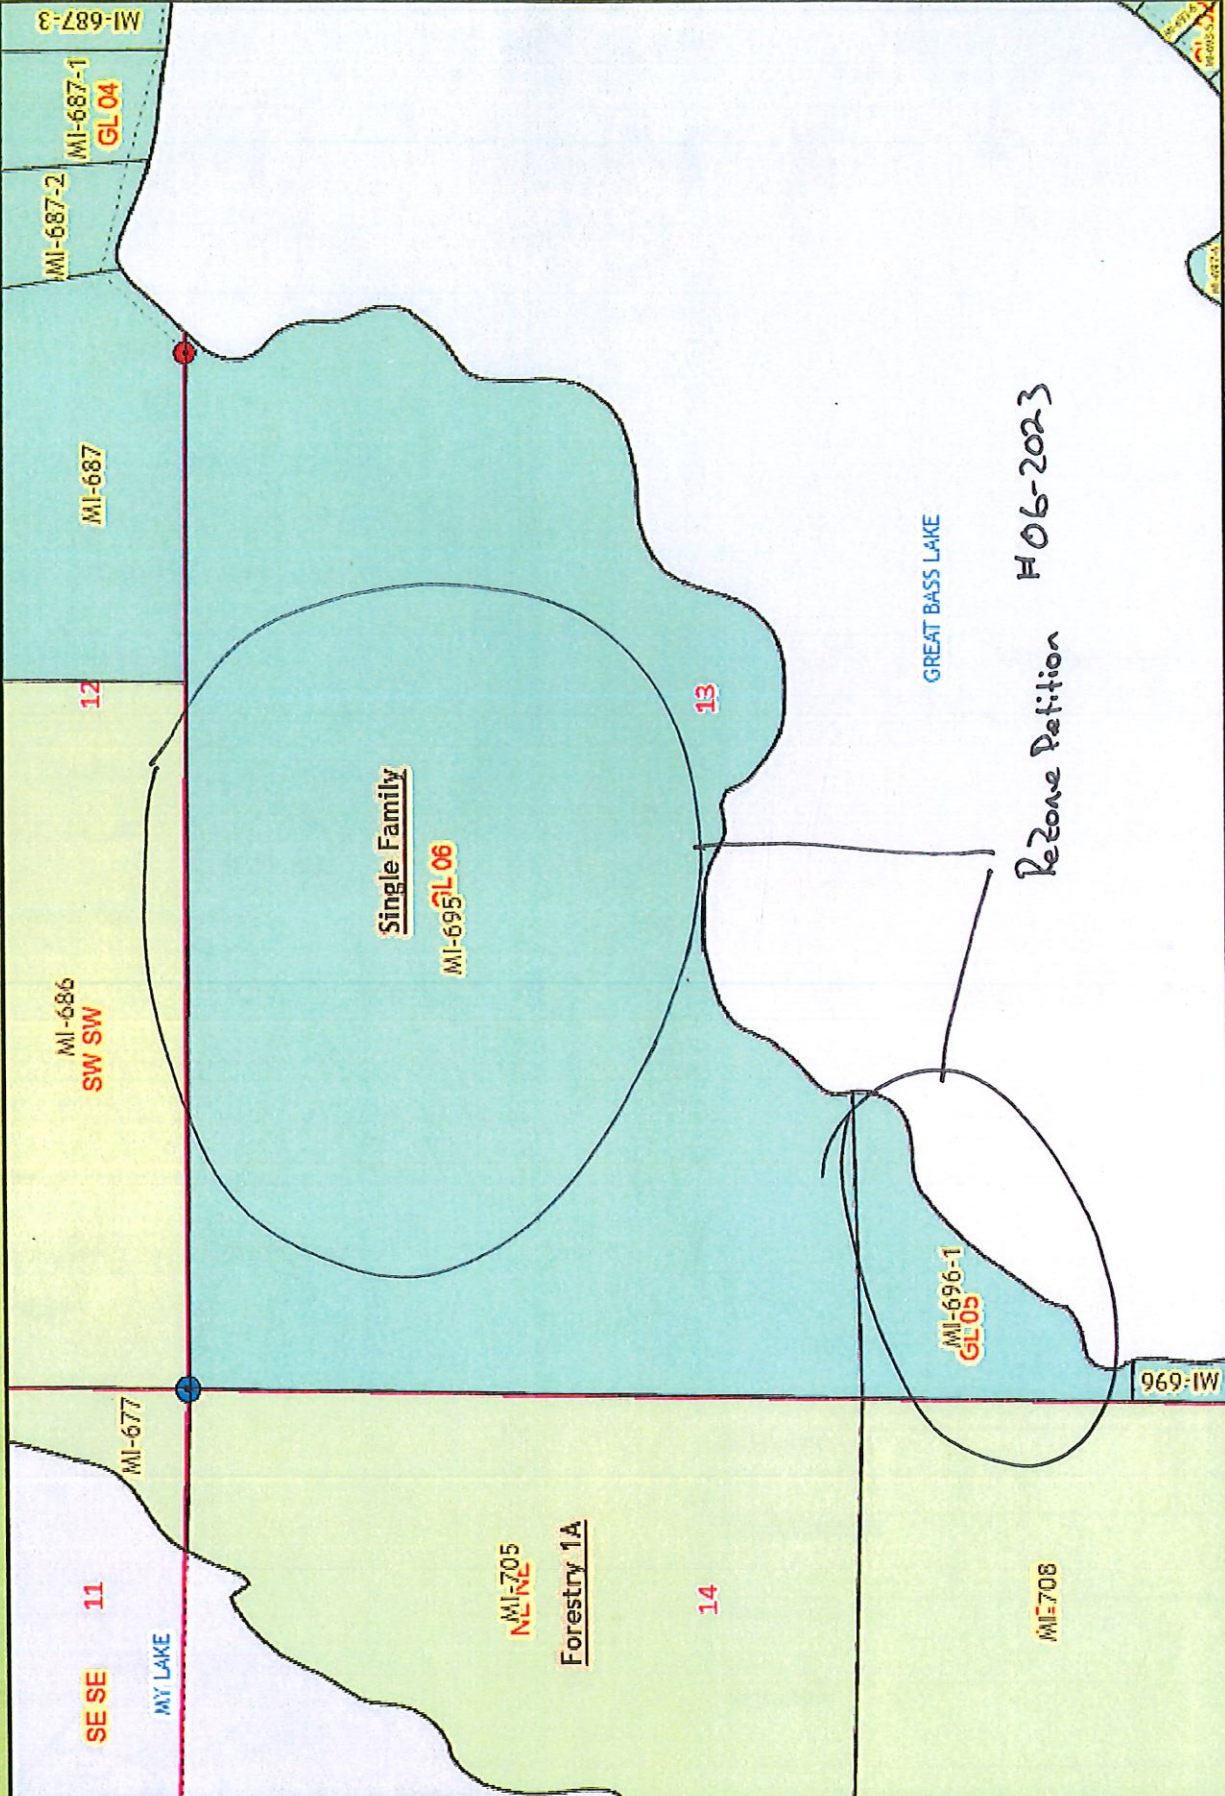 SE SE
11
MY LAKE
MI-677
MI-686
SW SW
12
MI-687
MI-687-2
MI-687-1
GL 04
MI-687-3
Single Family
GL 06
MI-695
13
MI-705
NE NE
Forestry 1A
14
MI-708
MI-696-1
GL 05
MI-696
GREAT BASS LAKE
ReZone Petition #06-2023